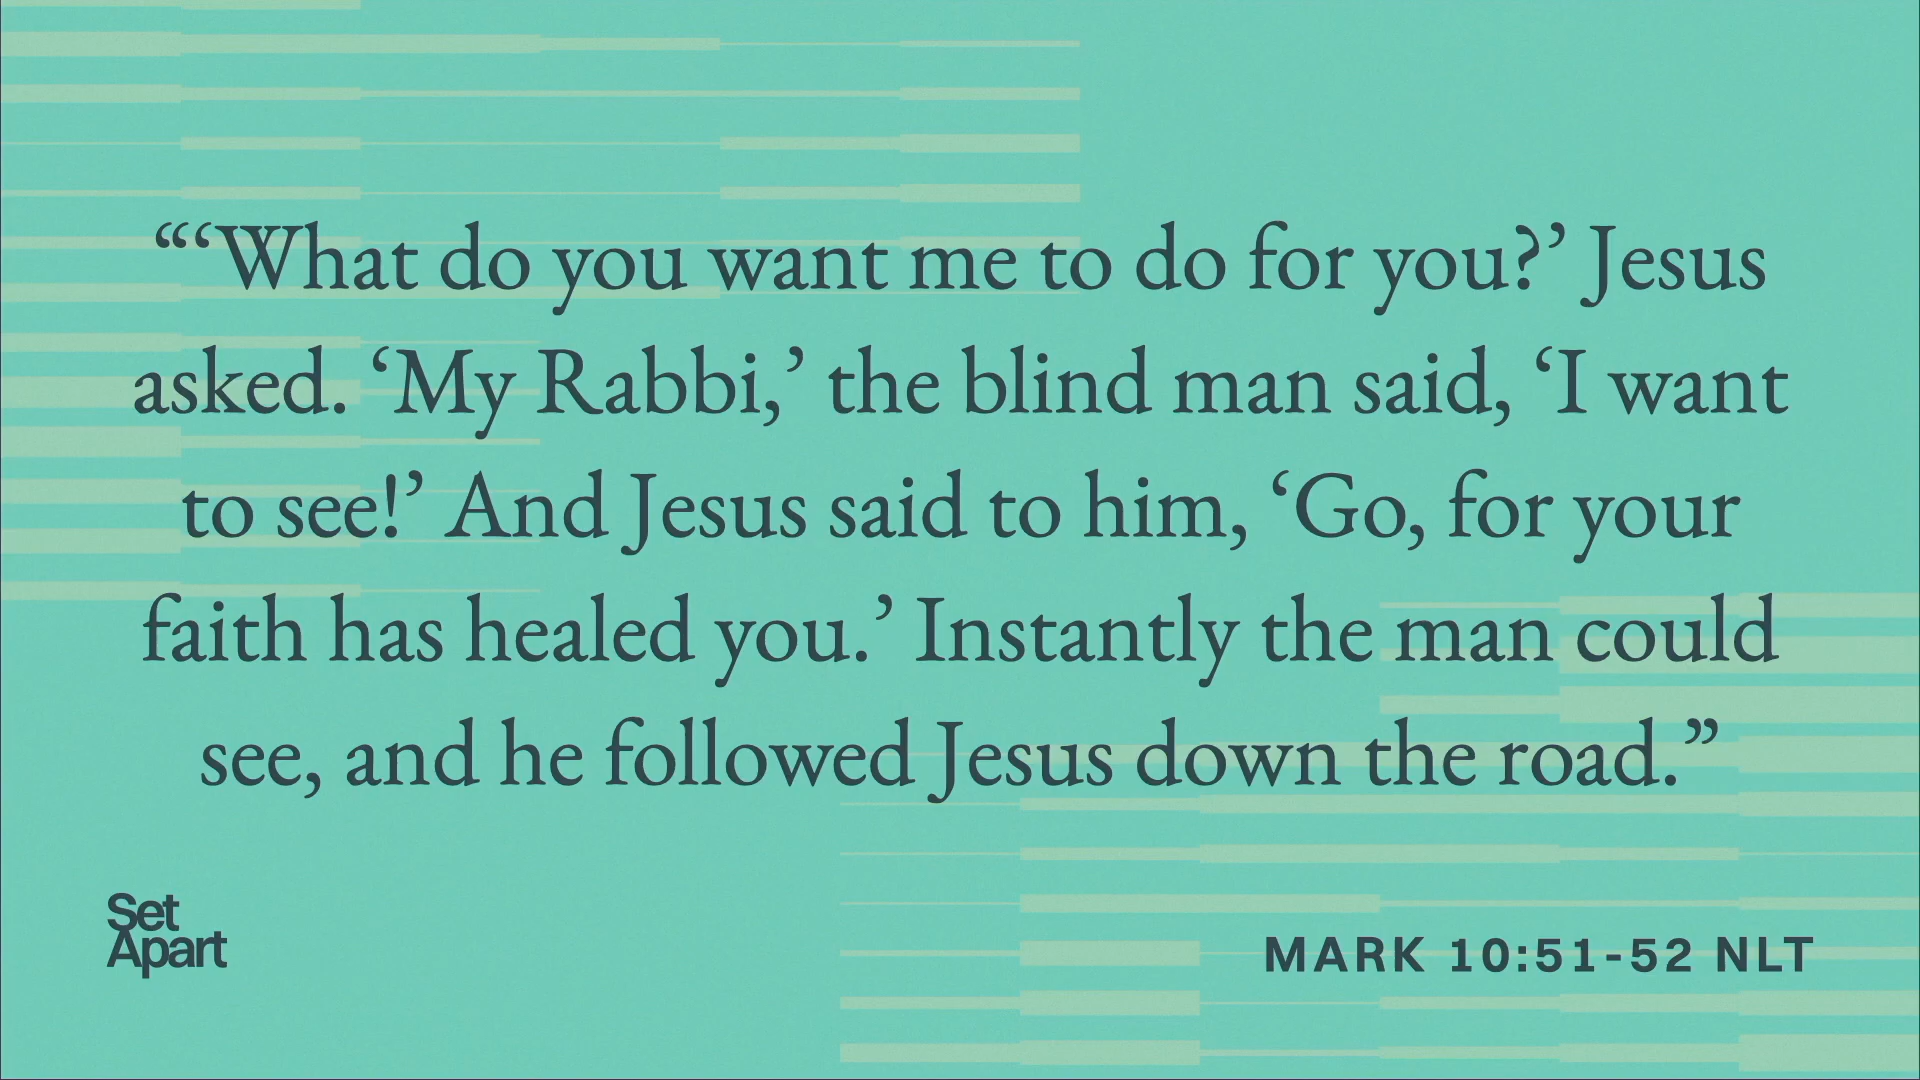 “‘What do you want me to do for you?’ Jesus
asked. ‘My Rabbi,’ the blind man said, ‘I want
to see!’ And Jesus said to him, ‘Go, for your
faith has healed you.’ Instantly the man could
see, and he followed Jesus down the road.”
Set
Apart
MARK 10:51-52 NLT